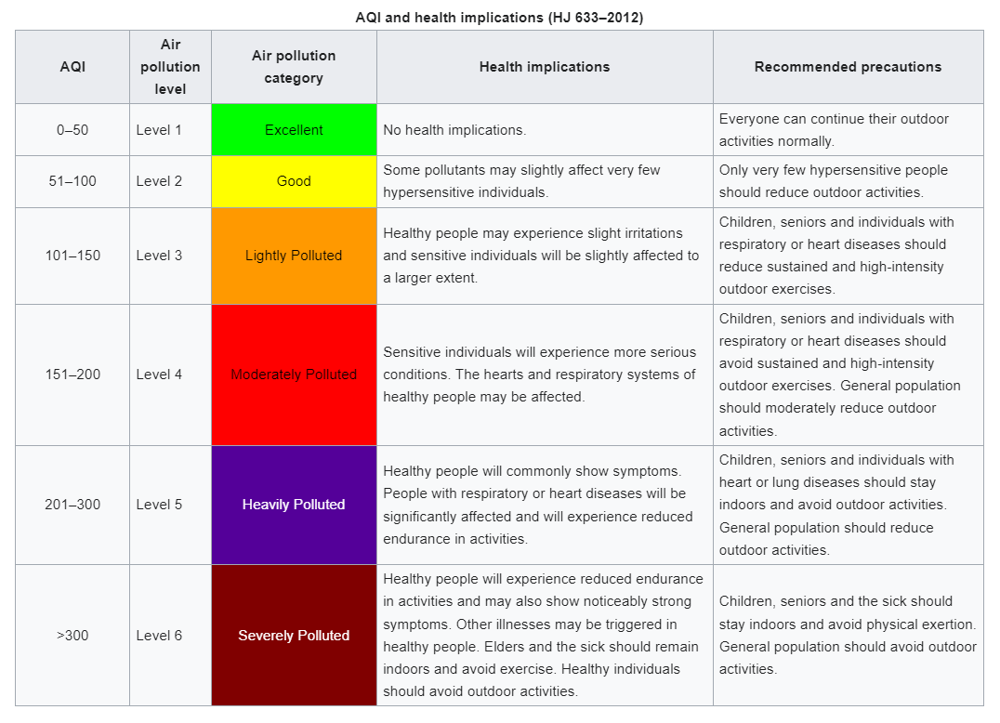 AQI and health implications (HJ 633–2012)
AQI
Air
pollution
level
Air pollution
category
Health implications
Recommended precautions
0–50
Level 1
Excellent
No health implications.
Everyone can continue their outdoor
activities normally.
51–100
Level 2
Good
Some pollutants may slightly affect very few
hypersensitive individuals.
Only very few hypersensitive people
should reduce outdoor activities.
101–150
Level 3
Lightly Polluted
Healthy people may experience slight irritations
and sensitive individuals will be slightly affected to
a larger extent.
Children, seniors and individuals with
respiratory or heart diseases should
reduce sustained and high-intensity
outdoor exercises.
151–200
Level 4
Moderately Polluted
Sensitive individuals will experience more serious
conditions. The hearts and respiratory systems of
healthy people may be affected.
Children, seniors and individuals with
respiratory or heart diseases should
avoid sustained and high-intensity
outdoor exercises. General population
should moderately reduce outdoor
activities.
201–300
Level 5
Heavily Polluted
Healthy people will commonly show symptoms.
People with respiratory or heart diseases will be
significantly affected and will experience reduced
endurance in activities.
Children, seniors and individuals with
heart or lung diseases should stay
indoors and avoid outdoor activities.
General population should reduce
outdoor activities.
>300
Level 6
Severely Polluted
Healthy people will experience reduced endurance
in activities and may also show noticeably strong
symptoms. Other illnesses may be triggered in
healthy people. Elders and the sick should remain
indoors and avoid exercise. Healthy individuals
should avoid outdoor activities.
Children, seniors and the sick should
stay indoors and avoid physical exertion.
General population should avoid outdoor
activities.